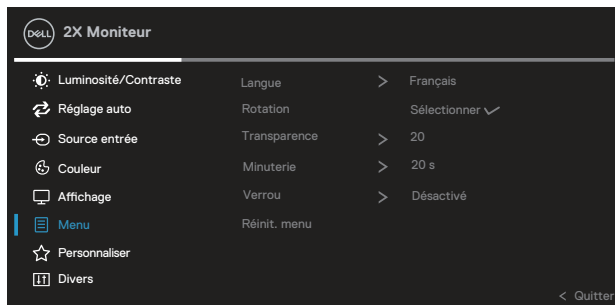 DELL 2X Moniteur
Luminosité/Contraste Langue > Français
Réglage auto Rotation Sélectionner
Source entrée Transparence > 20
Couleur Minuterie > 20 s
Affichage Verrou > Désactivé
Menu Réinit. menu
Personnaliser
Divers
< Quitter